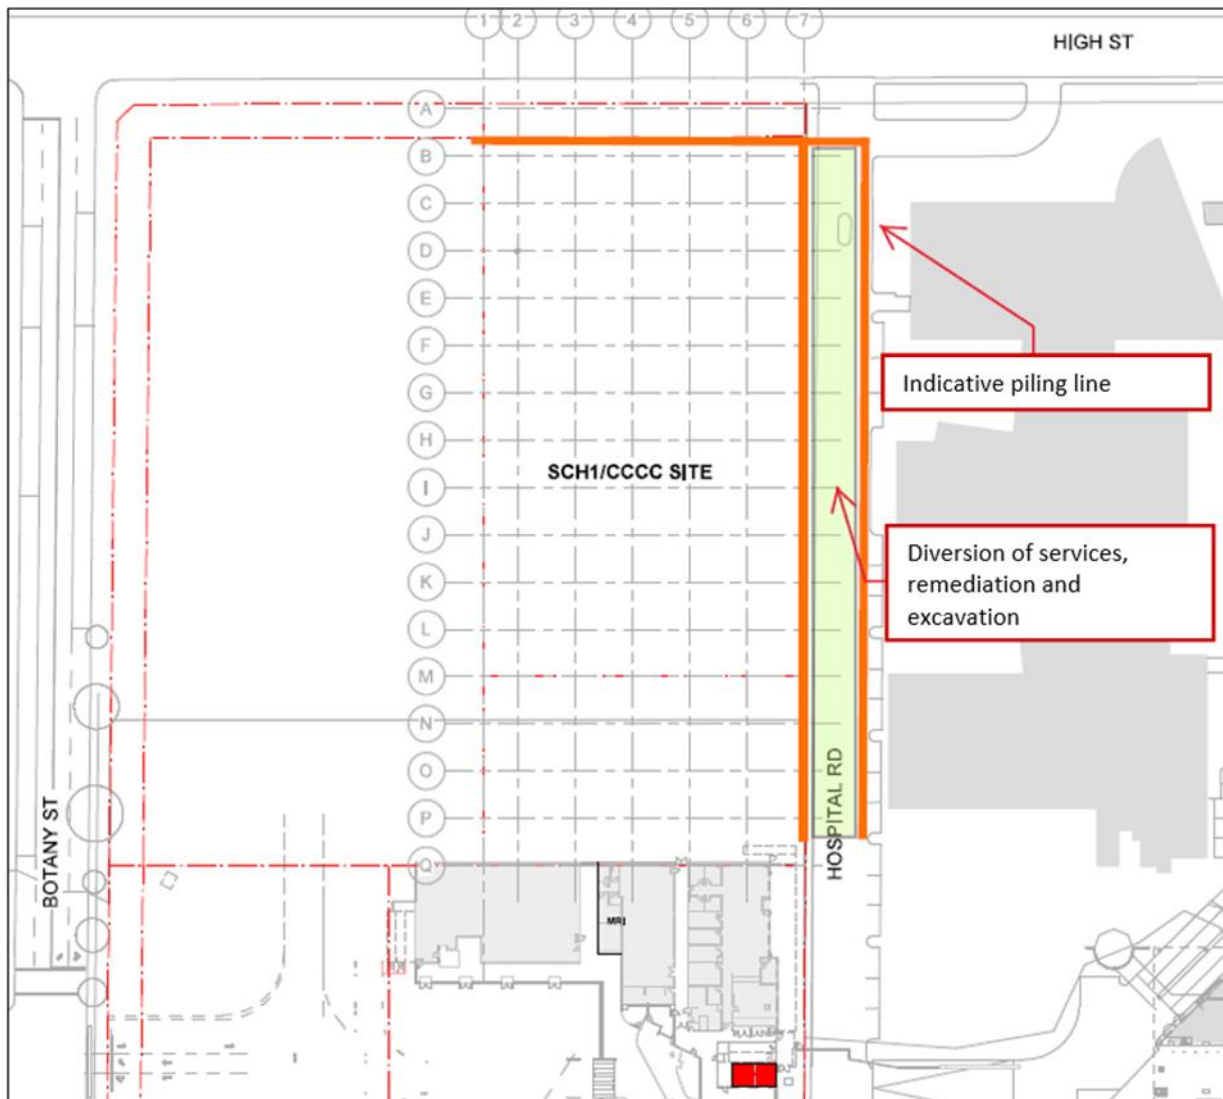 1 2 3 4 5 6 7
HIGH ST
A
B
C
D
E
F
Indicative piling line
G
H
SCH1/CCCC SITE
I
J
Diversion of services,
remediation and
excavation
K
L
M
N
O
P
HOSPITAL RD
BOTANY ST
Q
MRI